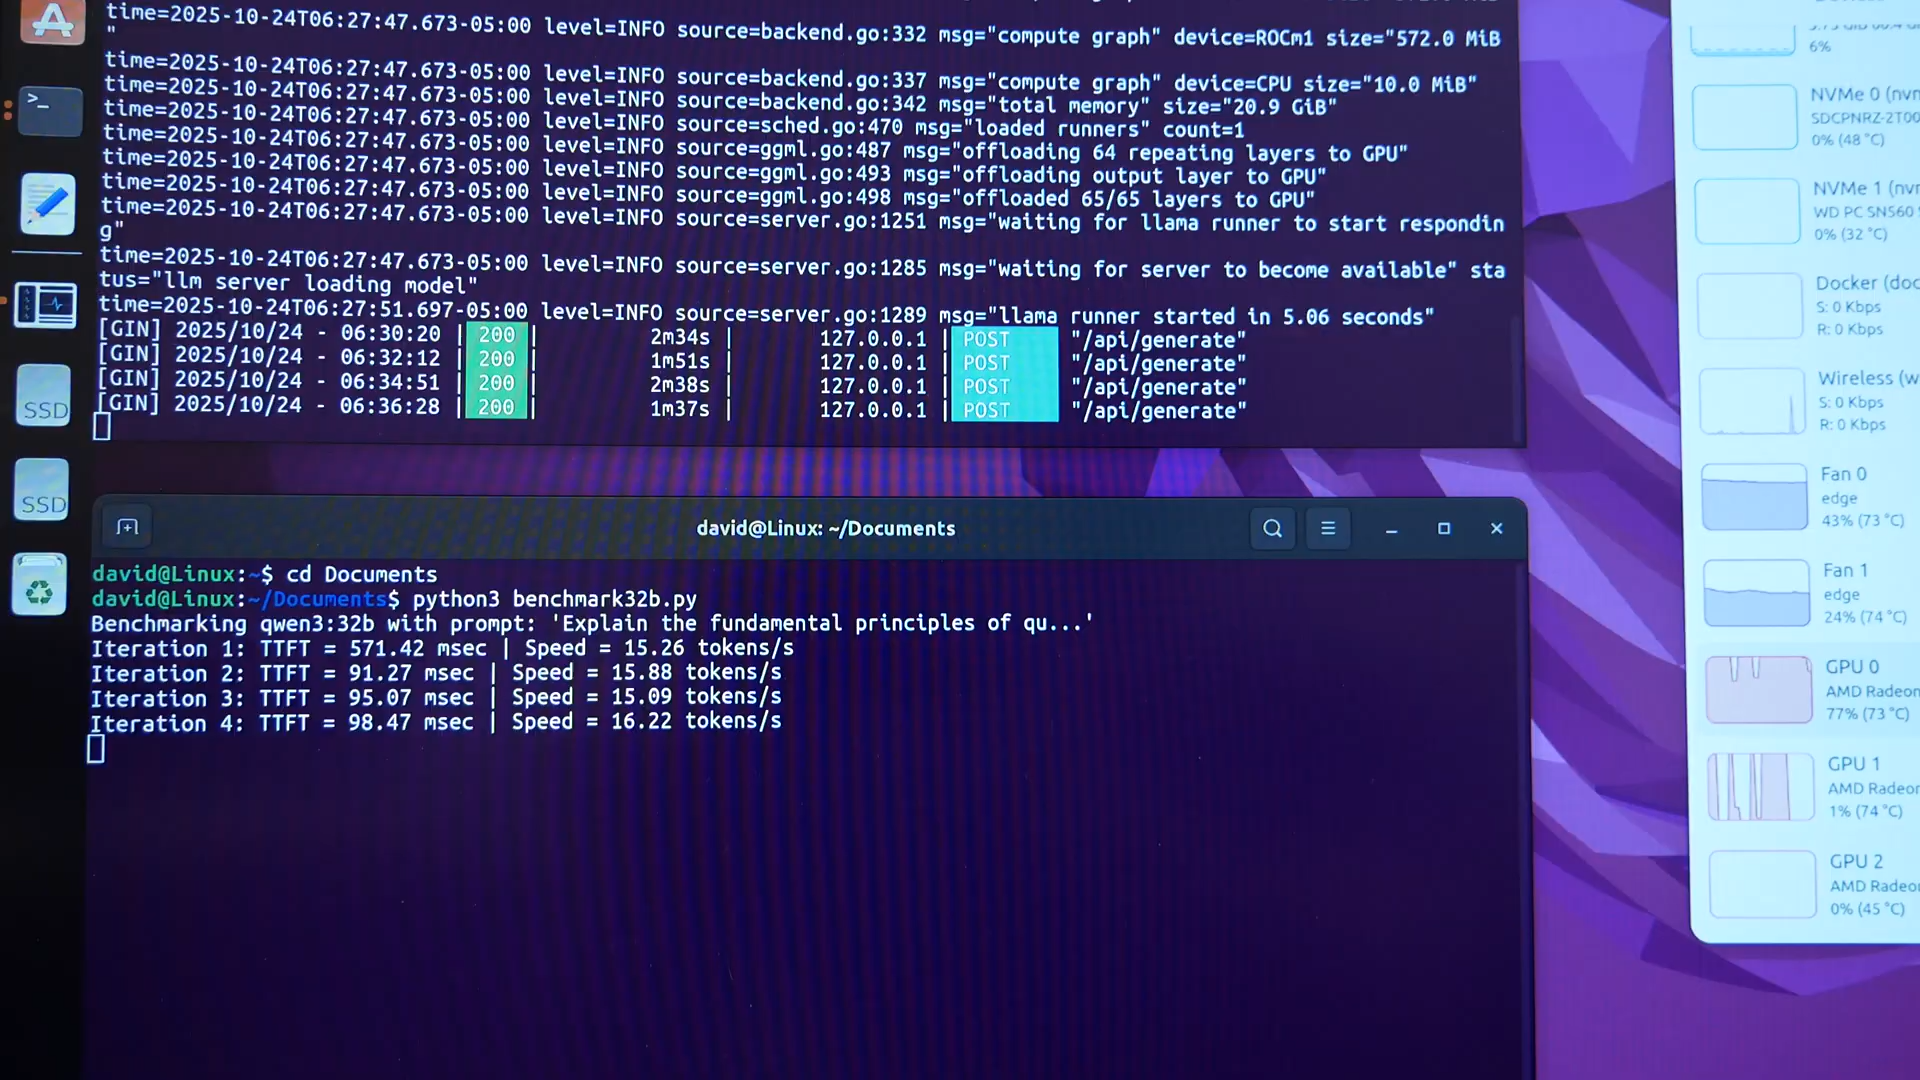 time=2025-10-24T06:27:47.673-05:00 level=INFO source=backend.go:332 msg="compute graph" device=ROCm1 size="572.0 MiB
"
time=2025-10-24T06:27:47.673-05:00 level=INFO source=backend.go:337 msg="compute graph" device=CPU size="10.0 MiB"
time=2025-10-24T06:27:47.673-05:00 level=INFO source=backend.go:342 msg="total memory" size="20.9 GiB"
time=2025-10-24T06:27:47.673-05:00 level=INFO source=sched.go:470 msg="loaded runners" count=1
time=2025-10-24T06:27:47.673-05:00 level=INFO source=ggml.go:487 msg="offloading 64 repeating layers to GPU"
time=2025-10-24T06:27:47.673-05:00 level=INFO source=ggml.go:493 msg="offloading output layer to GPU"
time=2025-10-24T06:27:47.673-05:00 level=INFO source=ggml.go:498 msg="offloaded 65/65 layers to GPU"
time=2025-10-24T06:27:47.673-05:00 level=INFO source=server.go:1251 msg="waiting for llama runner to start respondin
g"
time=2025-10-24T06:27:47.673-05:00 level=INFO source=server.go:1285 msg="waiting for server to become available" sta
tus="llm server loading model"
time=2025-10-24T06:27:51.697-05:00 level=INFO source=server.go:1289 msg="llama runner started in 5.06 seconds"
[GIN] 2025/10/24 - 06:30:20 | 200 | 2m34s | 127.0.0.1 | POST "/api/generate"
[GIN] 2025/10/24 - 06:32:12 | 200 | 1m51s | 127.0.0.1 | POST "/api/generate"
[GIN] 2025/10/24 - 06:34:51 | 200 | 2m38s | 127.0.0.1 | POST "/api/generate"
[GIN] 2025/10/24 - 06:36:28 | 200 | 1m37s | 127.0.0.1 | POST "/api/generate"
SSD
SSD
david@Linux: ~/Documents
david@Linux:~$ cd Documents
david@Linux:~/Documents$ python3 benchmark32b.py
Benchmarking qwen3:32b with prompt: 'Explain the fundamental principles of qu...'
Iteration 1: TTFT = 571.42 msec | Speed = 15.26 tokens/s
Iteration 2: TTFT = 91.27 msec | Speed = 15.88 tokens/s
Iteration 3: TTFT = 95.07 msec | Speed = 15.09 tokens/s
Iteration 4: TTFT = 98.47 msec | Speed = 16.22 tokens/s
6%
NVMe 0 (nvm
SDCPNRZ-2T00
0% (48 °C)
NVMe 1 (nvm
WD PC SN560
0% (32 °C)
Docker (doc
S: 0 Kbps
R: 0 Kbps
Wireless (w
S: 0 Kbps
R: 0 Kbps
Fan 0
edge
43% (73 °C)
Fan 1
edge
24% (74 °C)
GPU 0
AMD Radeon
77% (73 °C)
GPU 1
AMD Radeon
1% (74 °C)
GPU 2
AMD Radeo
0% (45 °C)